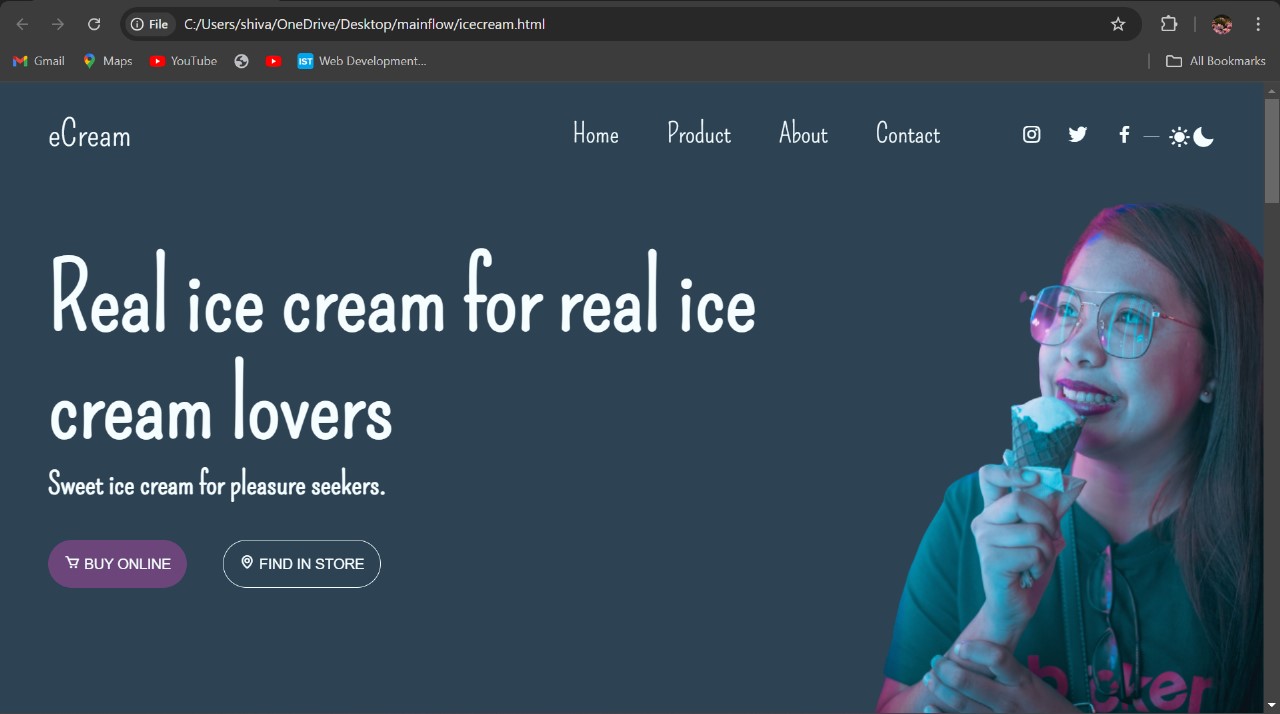 File C:/Users/shiva/OneDrive/Desktop/mainflow/icecream.html
Gmail Maps YouTube IST Web Development... All Bookmarks
eCream Home Product About Contact
Real ice cream for real ice
cream lovers
Sweet ice cream for pleasure seekers.
BUY ONLINE FIND IN STORE